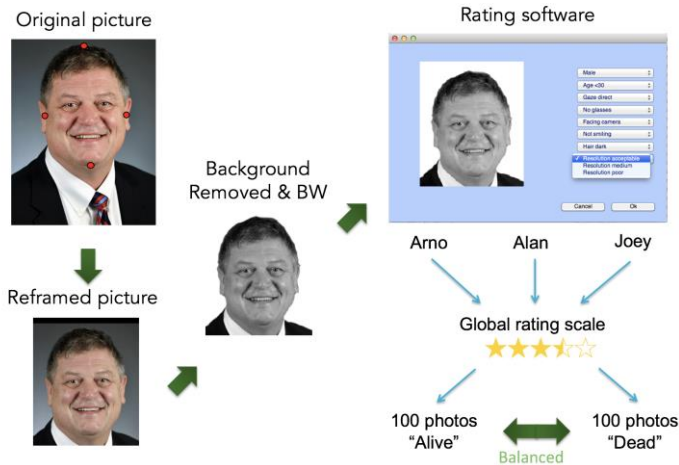 Original picture
Rating software
Male
Age <30
Gaze direct
No glasses
Facing camera
Not smiling
Hair dark
✓ Resolution acceptable
Resolution medium
Resolution poor
Cancel
Ok
Background
Removed & BW
Reframed picture
Arno
Alan
Joey
Global rating scale
100 photos
"Alive"
100 photos
"Dead"
Balanced